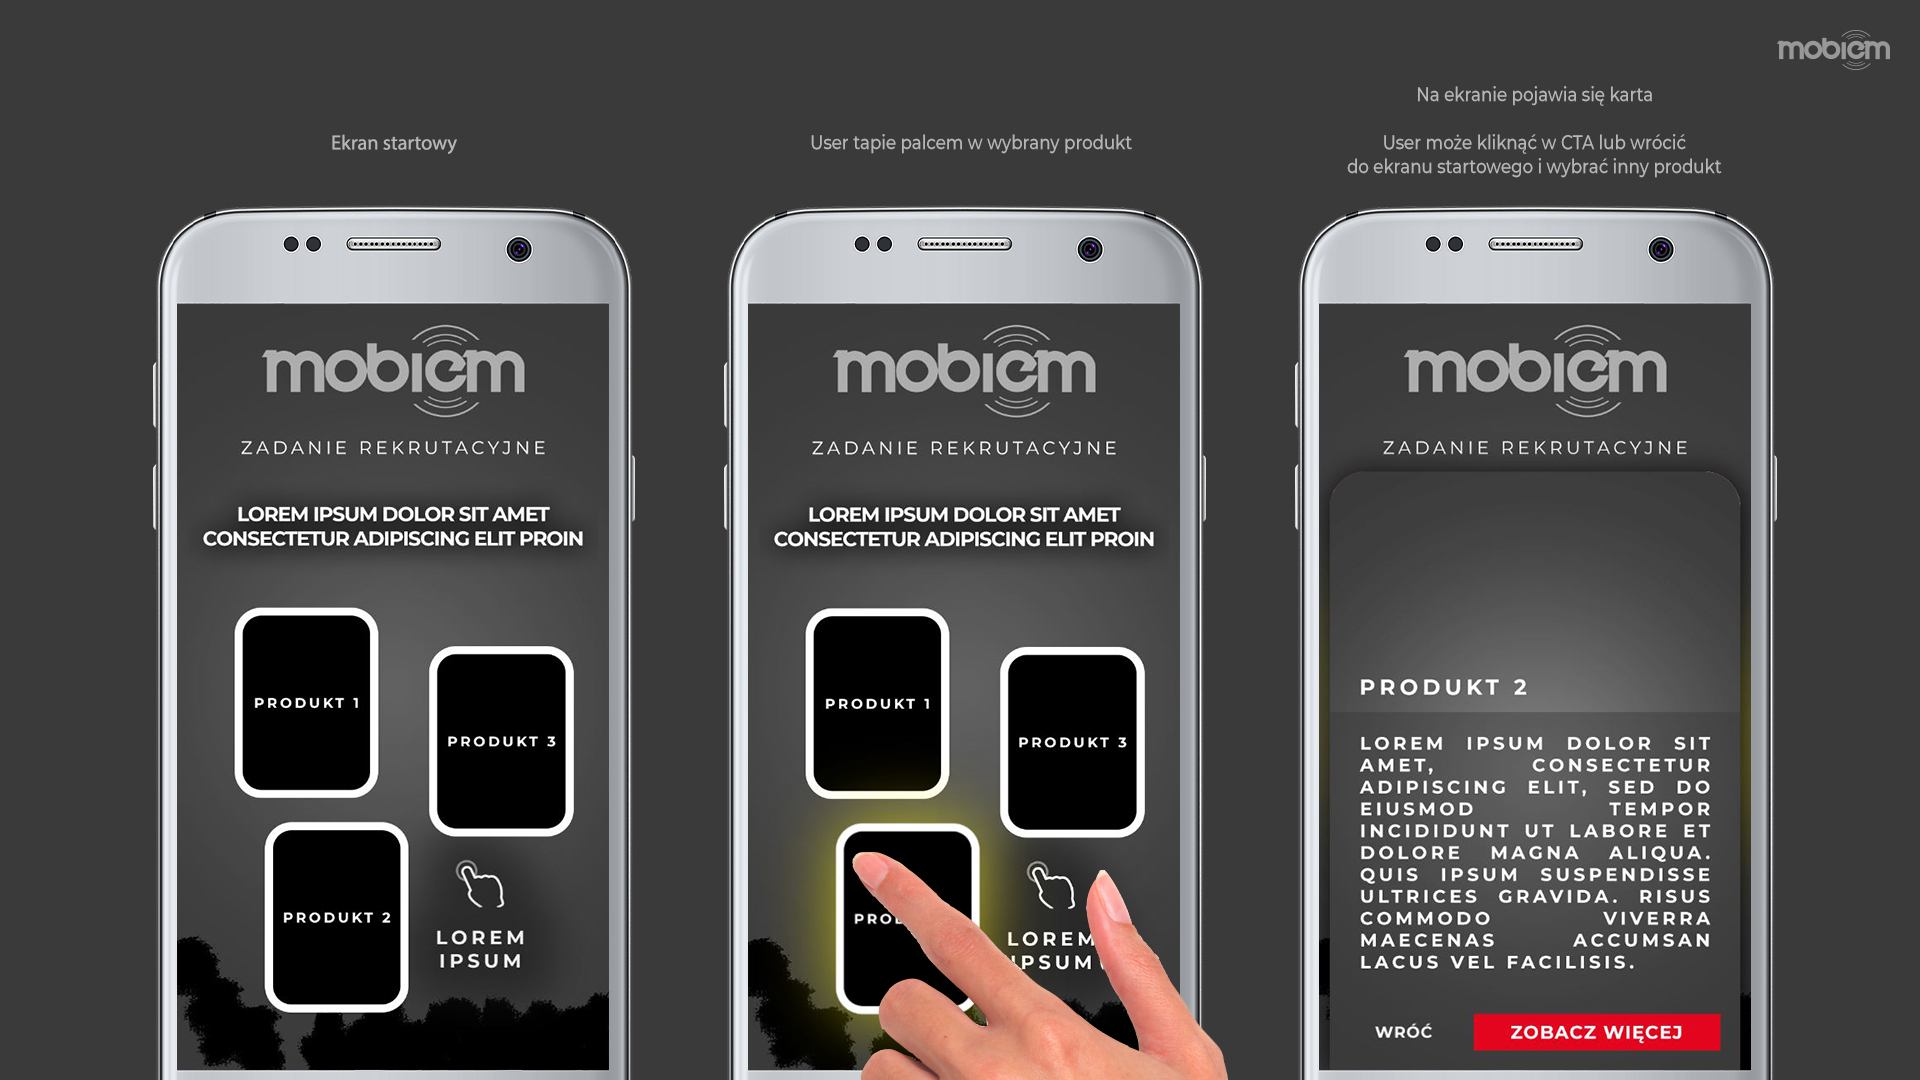 mobiem
Ekran startowy
User tapie palcem w wybrany produkt
Na ekranie pojawia się karta
User może kliknąć w CTA lub wrócić
do ekranu startowego i wybrać inny produkt
mobiem
ZADANIE REKRUTACYJNE
LOREM IPSUM DOLOR SIT AMET
CONSECTETUR ADIPISCING ELIT PROIN
PRODUKT 1
PRODUKT 3
PRODUKT 2
LOREM
IPSUM
mobiem
ZADANIE REKRUTACYJNE
LOREM IPSUM DOLOR SIT AMET
CONSECTETUR ADIPISCING ELIT PROIN
PRODUKT 1
PRODUKT 3
LOREM
IPSUM
mobiem
ZADANIE REKRUTACYJNE
PRODUKT 2
LOREM IPSUM DOLOR SIT
AMET, CONSECTETUR
ADIPISCING ELIT, SED DO
EIUSMOD TEMPOR
INCIDIDUNT UT LABORE ET
DOLORE MAGNA ALIQUA.
QUIS IPSUM SUSPENDISSE
ULTRICES GRAVIDA. RISUS
COMMODO VIVERRA
MAECENAS ACCUMSAN
LACUS VEL FACILISIS.
WRÓĆ
ZOBACZ WIĘCEJ